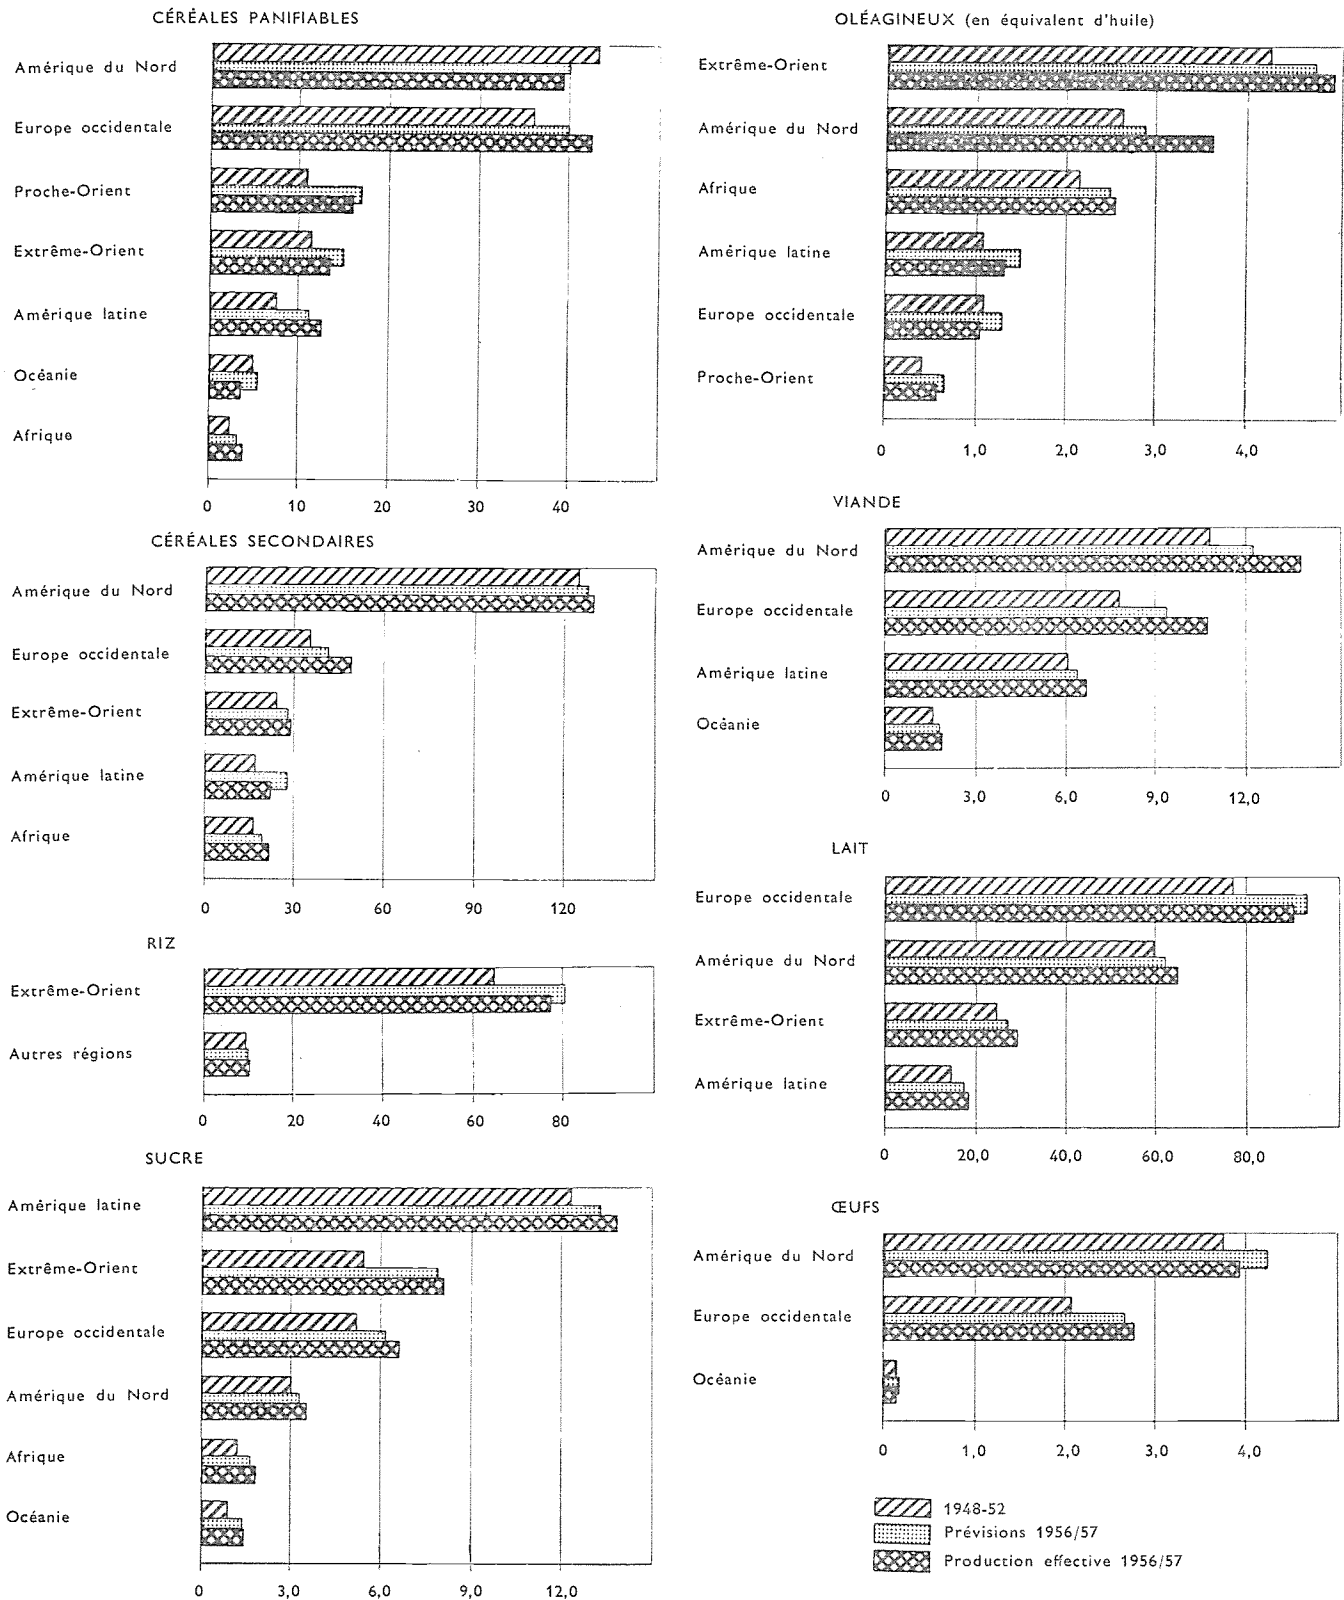 CÉRÉALES PANIFIABLES
Amérique du Nord
Europe occidentale
Proche-Orient
Extrême-Orient
Amérique latine
Océanie
Afrique
0 10 20 30 40
CÉRÉALES SECONDAIRES
Amérique du Nord
Europe occidentale
Extrême-Orient
Amérique latine
Afrique
0 30 60 90 120
RIZ
Extrême-Orient
Autres régions
0 20 40 60 80
SUCRE
Amérique latine
Extrême-Orient
Europe occidentale
Amérique du Nord
Afrique
Océanie
0 3,0 6,0 9,0 12,0
OLÉAGINEUX (en équivalent d'huile)
Extrême-Orient
Amérique du Nord
Afrique
Amérique latine
Europe occidentale
Proche-Orient
0 1,0 2,0 3,0 4,0
VIANDE
Amérique du Nord
Europe occidentale
Amérique latine
Océanie
0 3,0 6,0 9,0 12,0
LAIT
Europe occidentale
Amérique du Nord
Extrême-Orient
Amérique latine
0 20,0 40,0 60,0 80,0
ŒUFS
Amérique du Nord
Europe occidentale
Océanie
0 1,0 2,0 3,0 4,0
1948-52
Prévisions 1956/57
Production effective 1956/57